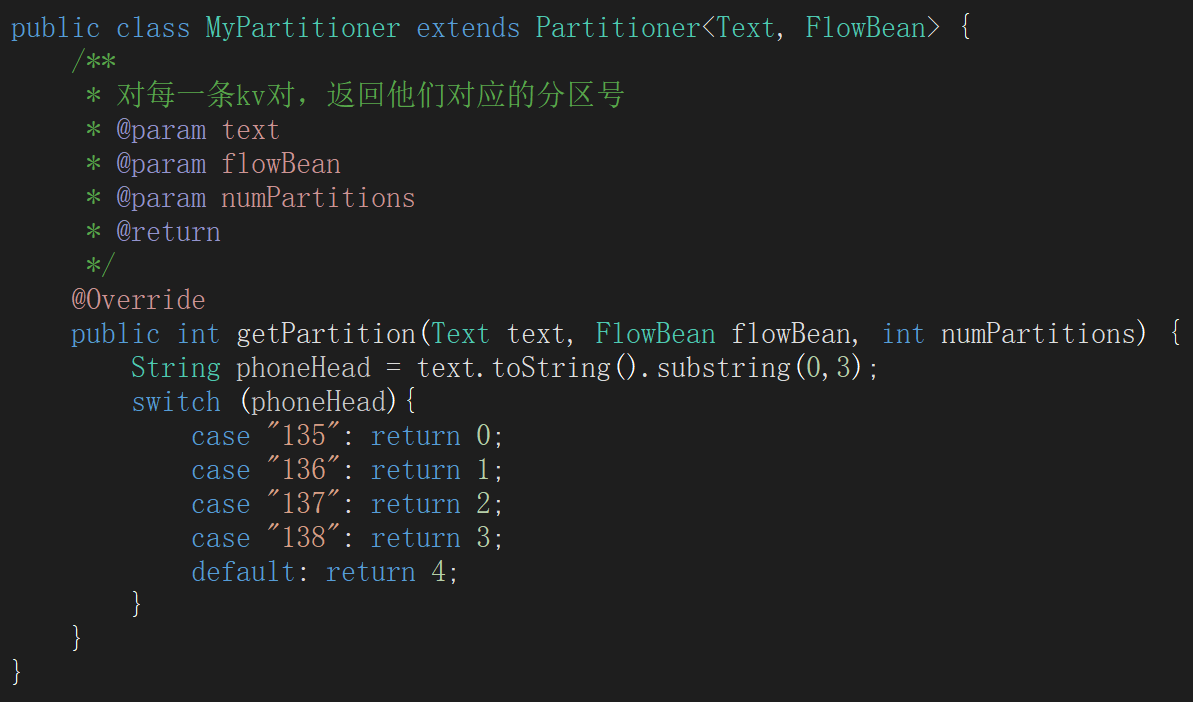 public class MyPartitioner extends Partitioner<Text, FlowBean> {
    /**
     * 对每一条kv对，返回他们对应的分区号
     * @param text
     * @param flowBean
     * @param numPartitions
     * @return
     */
    @Override
    public int getPartition(Text text, FlowBean flowBean, int numPartitions) {
        String phoneHead = text.toString().substring(0,3);
        switch (phoneHead){
            case "135": return 0;
            case "136": return 1;
            case "137": return 2;
            case "138": return 3;
            default: return 4;
        }
    }
}